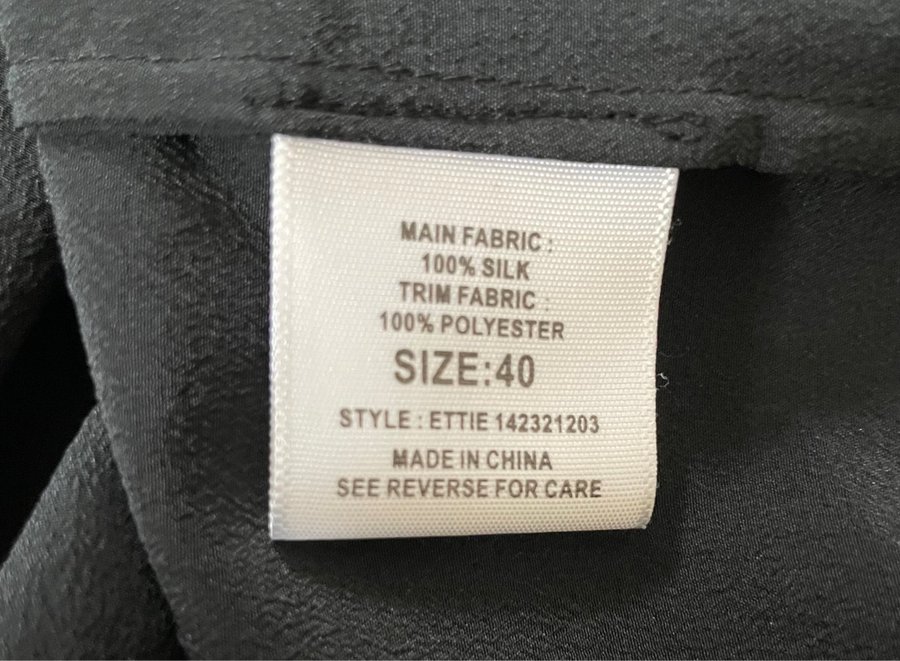 MAIN FABRIC :
100% SILK
TRIM FABRIC :
100% POLYESTER
SIZE:40
STYLE : ETTIE 142321203
MADE IN CHINA
SEE REVERSE FOR CARE